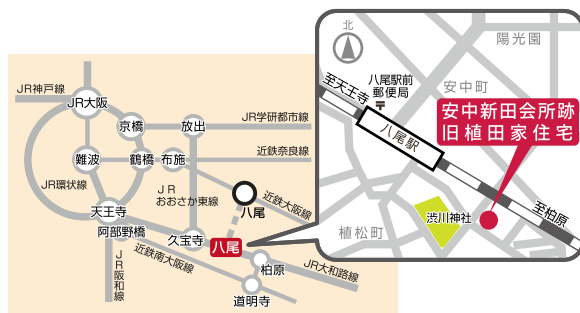 JR神戸線
JR大阪
京橋
放出
JR学研都市線
難波
鶴橋
布施
近鉄奈良線
JR環状線
JR
おおさか東線
近鉄大阪線
八尾
天王寺
阿部野橋
久宝寺
八尾
近鉄南大阪線
JR阪和線
柏原
JR大和路線
道明寺
北
陽光園
至天王寺
八尾駅前
郵便局
安中町
八尾駅
安中新田会所跡
旧植田家住宅
至柏原
渋川神社
植松町